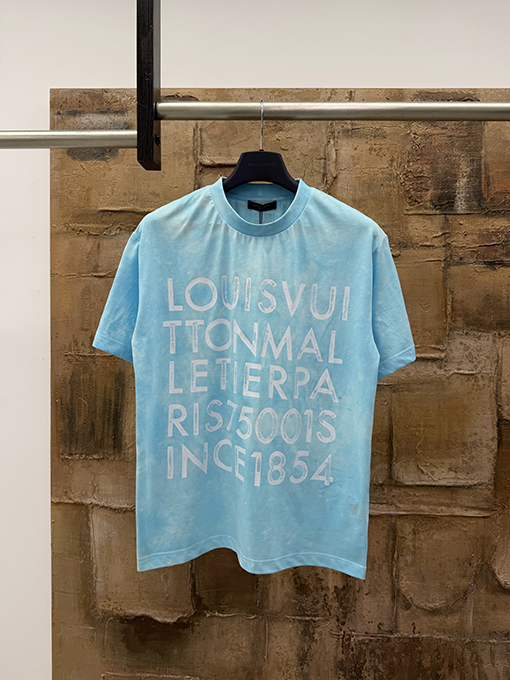 LOUISVUI
TTONMAL
LETIERPA
RIS75001S
INCE1854